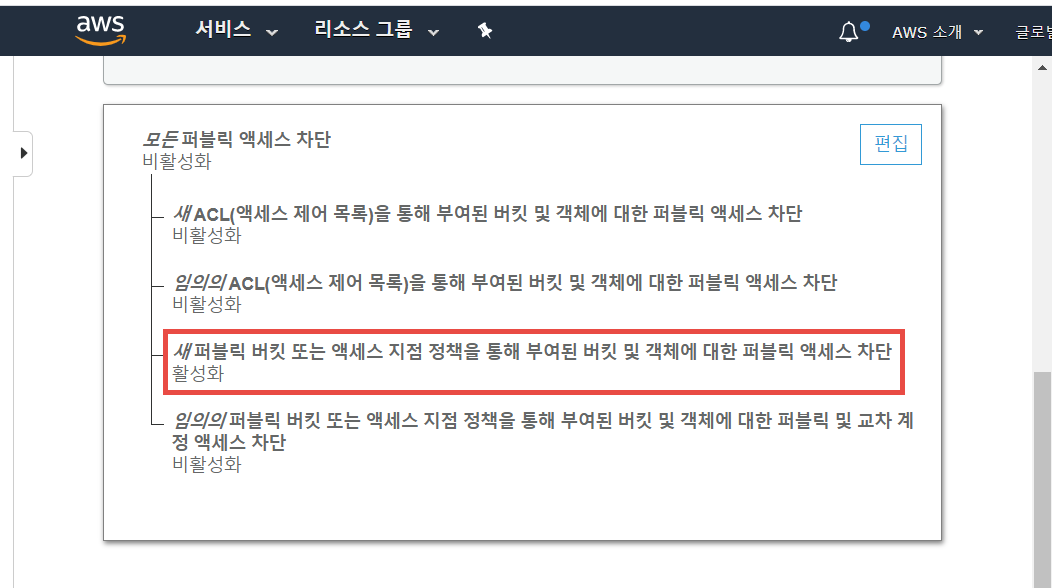 aws 서비스 리소스 그룹 AWS 소개 글로벌
모든 퍼블릭 액세스 차단
편집
비활성화
새 ACL(액세스 제어 목록)을 통해 부여된 버킷 및 객체에 대한 퍼블릭 액세스 차단
비활성화
임의의 ACL(액세스 제어 목록)을 통해 부여된 버킷 및 객체에 대한 퍼블릭 액세스 차단
비활성화
새 퍼블릭 버킷 또는 액세스 지점 정책을 통해 부여된 버킷 및 객체에 대한 퍼블릭 액세스 차단
활성화
임의의 퍼블릭 버킷 또는 액세스 지점 정책을 통해 부여된 버킷 및 객체에 대한 퍼블릭 및 교차 계
정 액세스 차단
비활성화